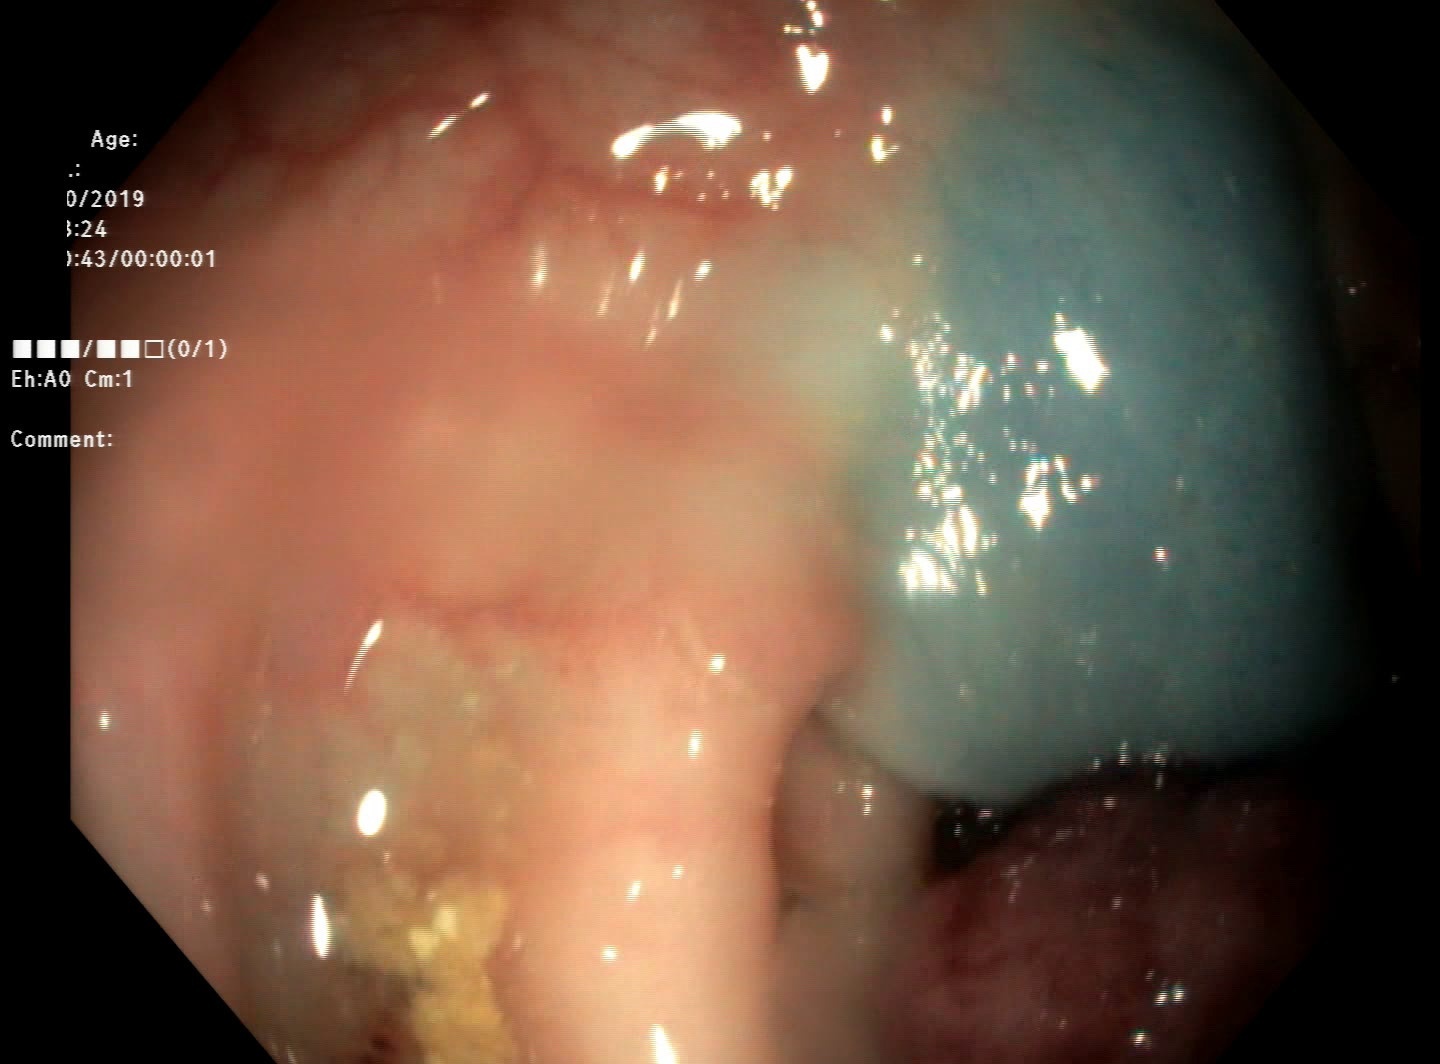 Age:
.:
0/2019
:24
:43/00:00:01
■■■/■■□(0/1)
Eh:A0 Cm:1
Comment: